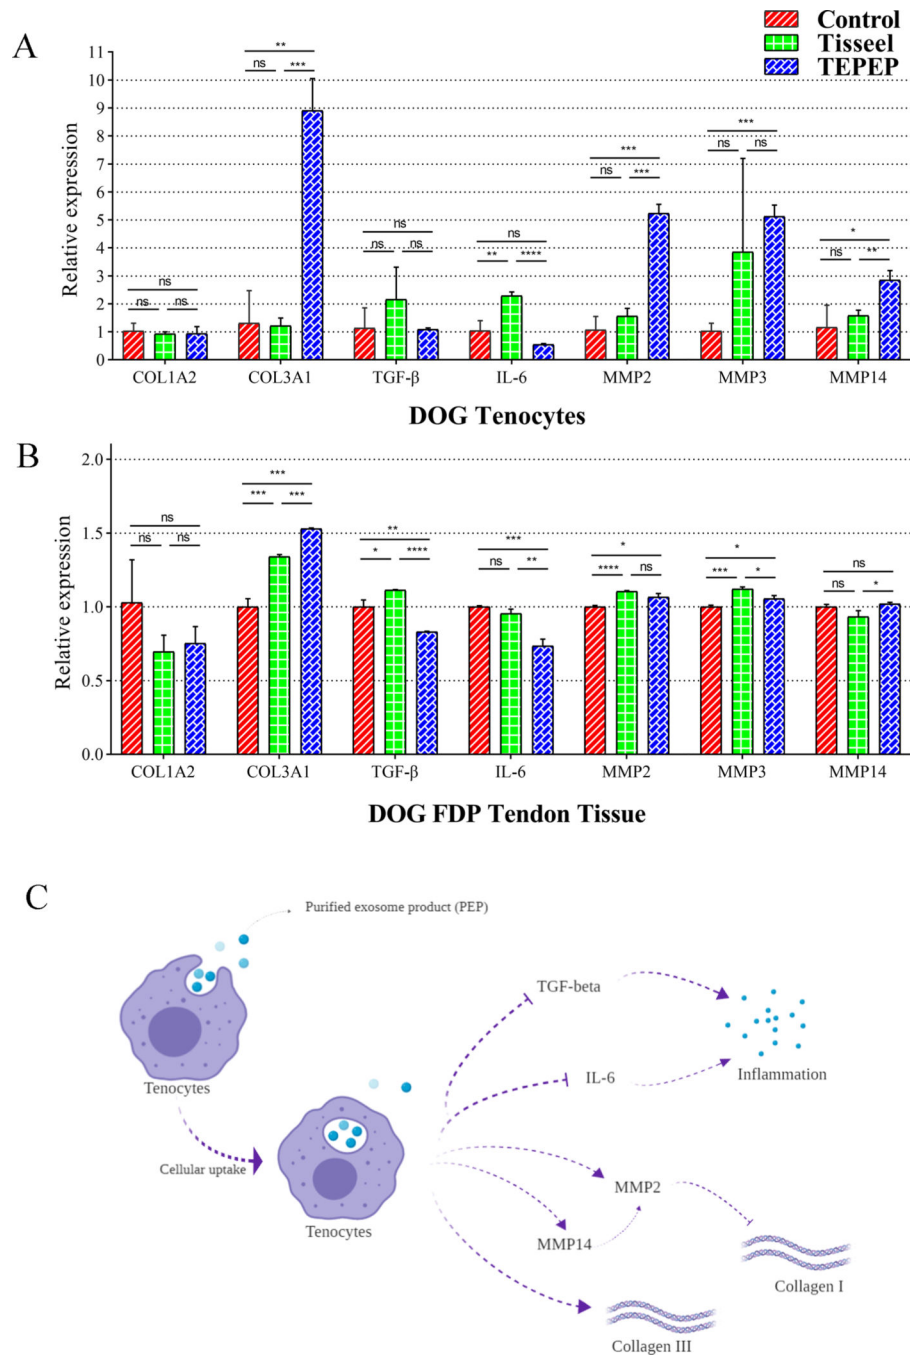 A
Control
Tisseel
TEPEP
Relative expression
11
10
9
8
7
6
5
4
3
2
1
0
ns
ns
ns
**
ns
***
ns
ns
ns
ns
**
****
***
ns
***
***
ns
ns
*
ns
**
COL1A2
COL3A1
TGF-β
IL-6
MMP2
MMP3
MMP14
DOG Tenocytes
B
Relative expression
2.0
1.5
1.0
0.5
0.0
ns
ns
ns
***
***
***
**
*
****
***
ns
**
*
****
ns
*
***
*
ns
ns
*
COL1A2
COL3A1
TGF-β
IL-6
MMP2
MMP3
MMP14
DOG FDP Tendon Tissue
C
Purified exosome product (PEP)
Tenocytes
Cellular uptake
Tenocytes
TGF-beta
IL-6
Inflammation
MMP2
MMP14
Collagen I
Collagen III